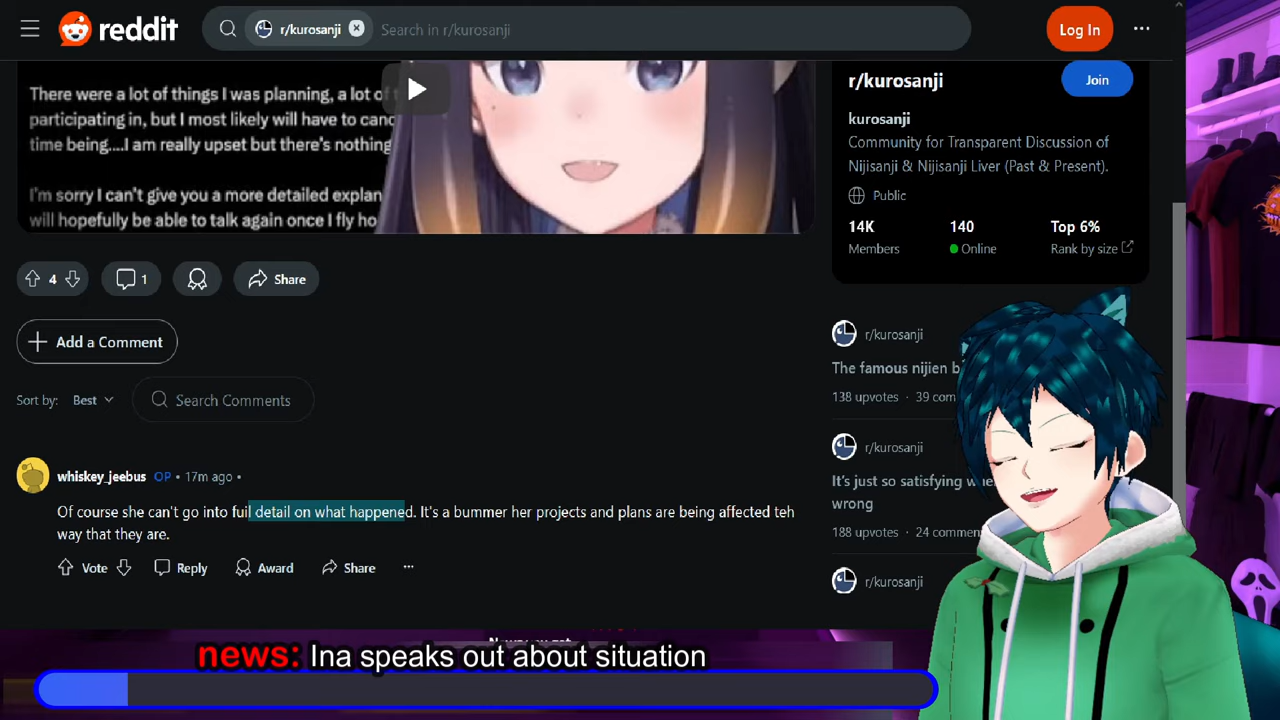 reddit
r/kurosanji
Search in r/kurosanji
Log In
There were a lot of things I was planning, a lot of
participating in, but I most likely will have to canc
time being....I am really upset but there's nothing
I'm sorry I can't give you a more detailed explan
will hopefully be able to talk again once I fly ho
r/kurosanji
Join
kurosanji
Community for Transparent Discussion of
Nijisanji & Nijisanji Liver (Past & Present).
Public
14K
140
Top 6%
Members
Online
Rank by size
4
1
Share
Add a Comment
Sort by:
Best
Search Comments
whiskey_jeebus OP • 17m ago •
Of course she can't go into full detail on what happened. It's a bummer her projects and plans are being affected teh
way that they are.
Vote
Reply
Award
Share
r/kurosanji
The famous nijien b
138 upvotes • 39 com
r/kurosanji
It's just so satisfying whe
wrong
188 upvotes • 24 commen
r/kurosanji
news: Ina speaks out about situation